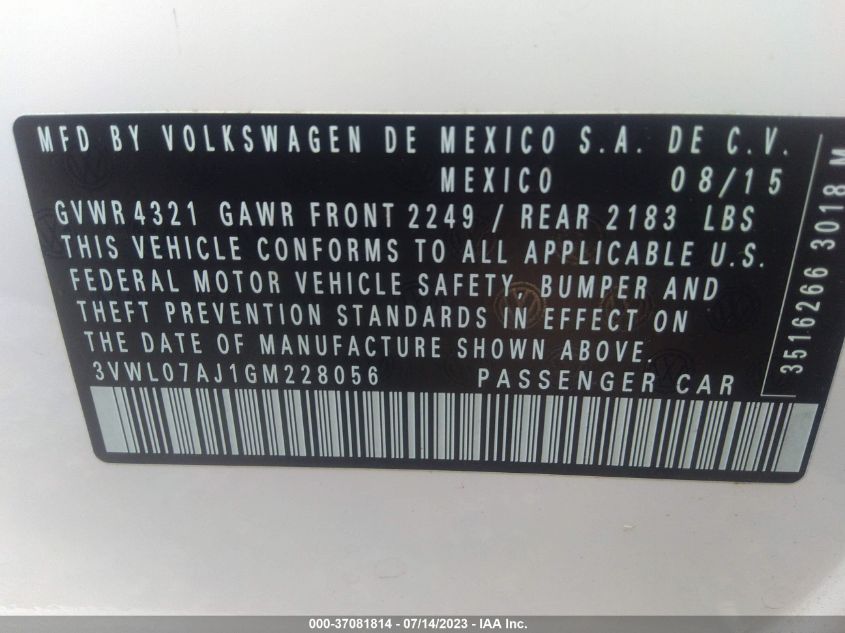 MFD BY VOLKSWAGEN DE MEXICO S.A. DE C.V.
MEXICO 08/15
GVWR 4321 GAWR FRONT 2249 / REAR 2183 LBS
THIS VEHICLE CONFORMS TO ALL APPLICABLE U.S.
FEDERAL MOTOR VEHICLE SAFETY, BUMPER AND
THEFT PREVENTION STANDARDS IN EFFECT ON
THE DATE OF MANUFACTURE SHOWN ABOVE.
3VWL07AJ1GM228056 PASSENGER CAR
3516266 3018 M
000-37081814 - 07/14/2023 - IAA Inc.